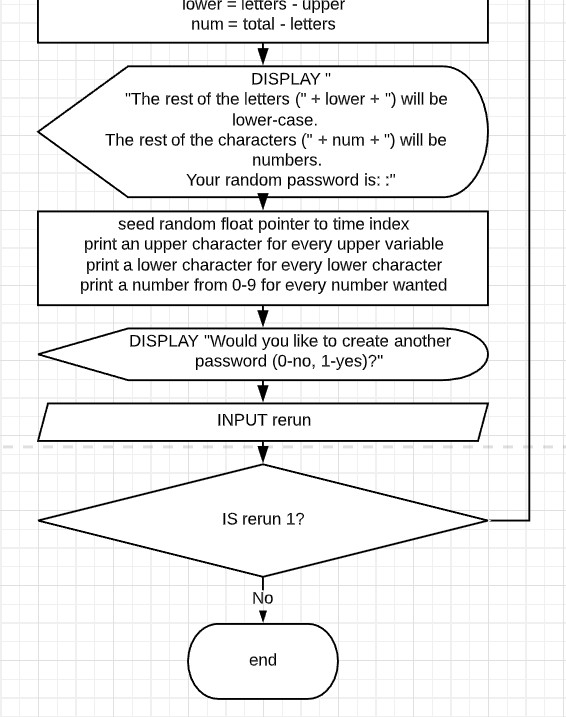 lower = letters - upper
num = total - letters
DISPLAY "
"The rest of the letters (" + lower + ") will be
lower-case.
The rest of the characters (" + num + ") will be
numbers.
Your random password is: :"
seed random float pointer to time index
print an upper character for every upper variable
print a lower character for every lower character
print a number from 0-9 for every number wanted
DISPLAY "Would you like to create another
password (0-no, 1-yes)?"
INPUT rerun
IS rerun 1?
No
end